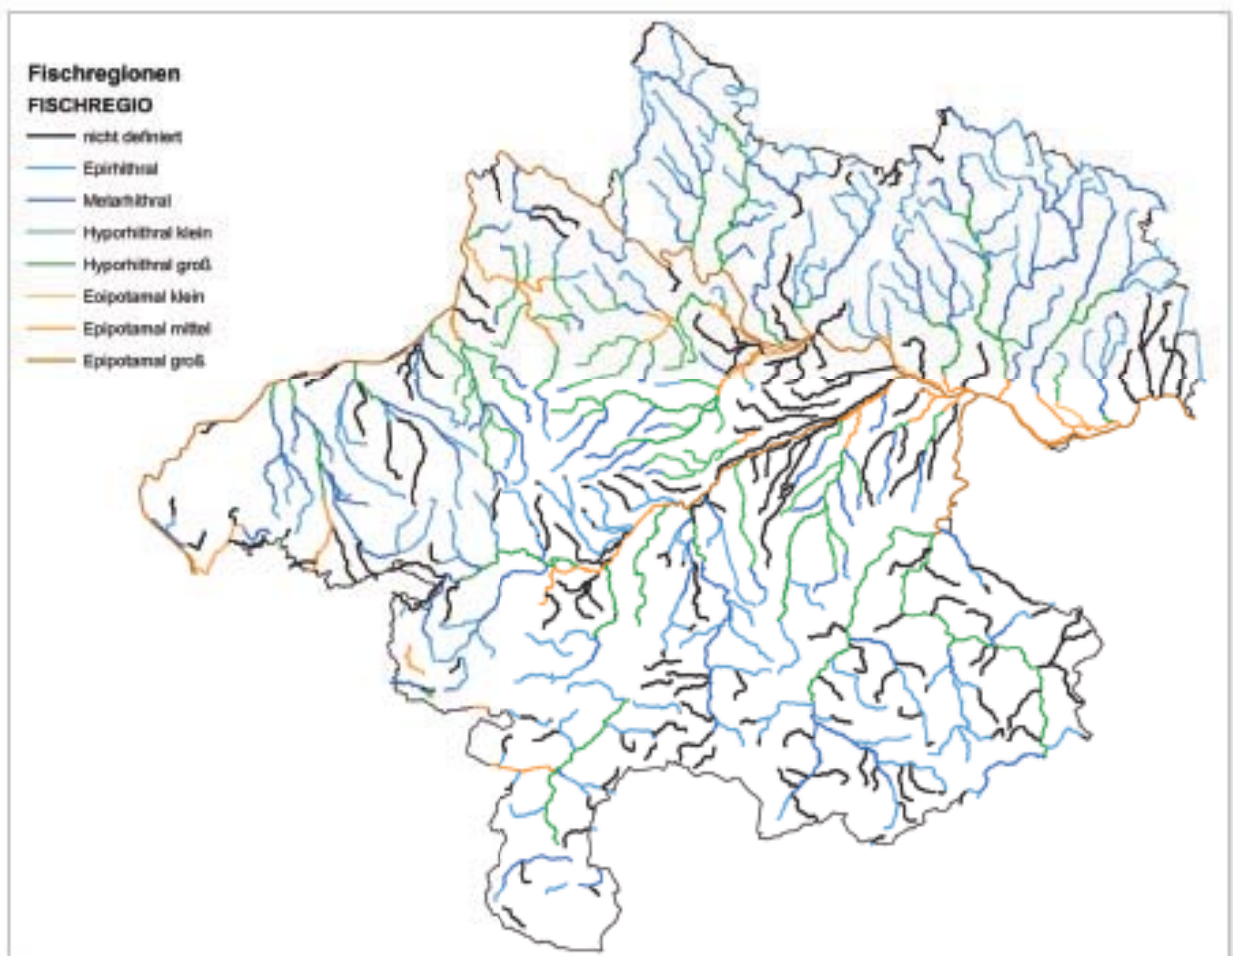 Fischregionen
FISCHREGIO
nicht definiert
Epirhithral
Metarhithral
Hyporhithral klein
Hyporhithral groß
Eoipotamal klein
Epipotamal mittel
Epipotamal groß